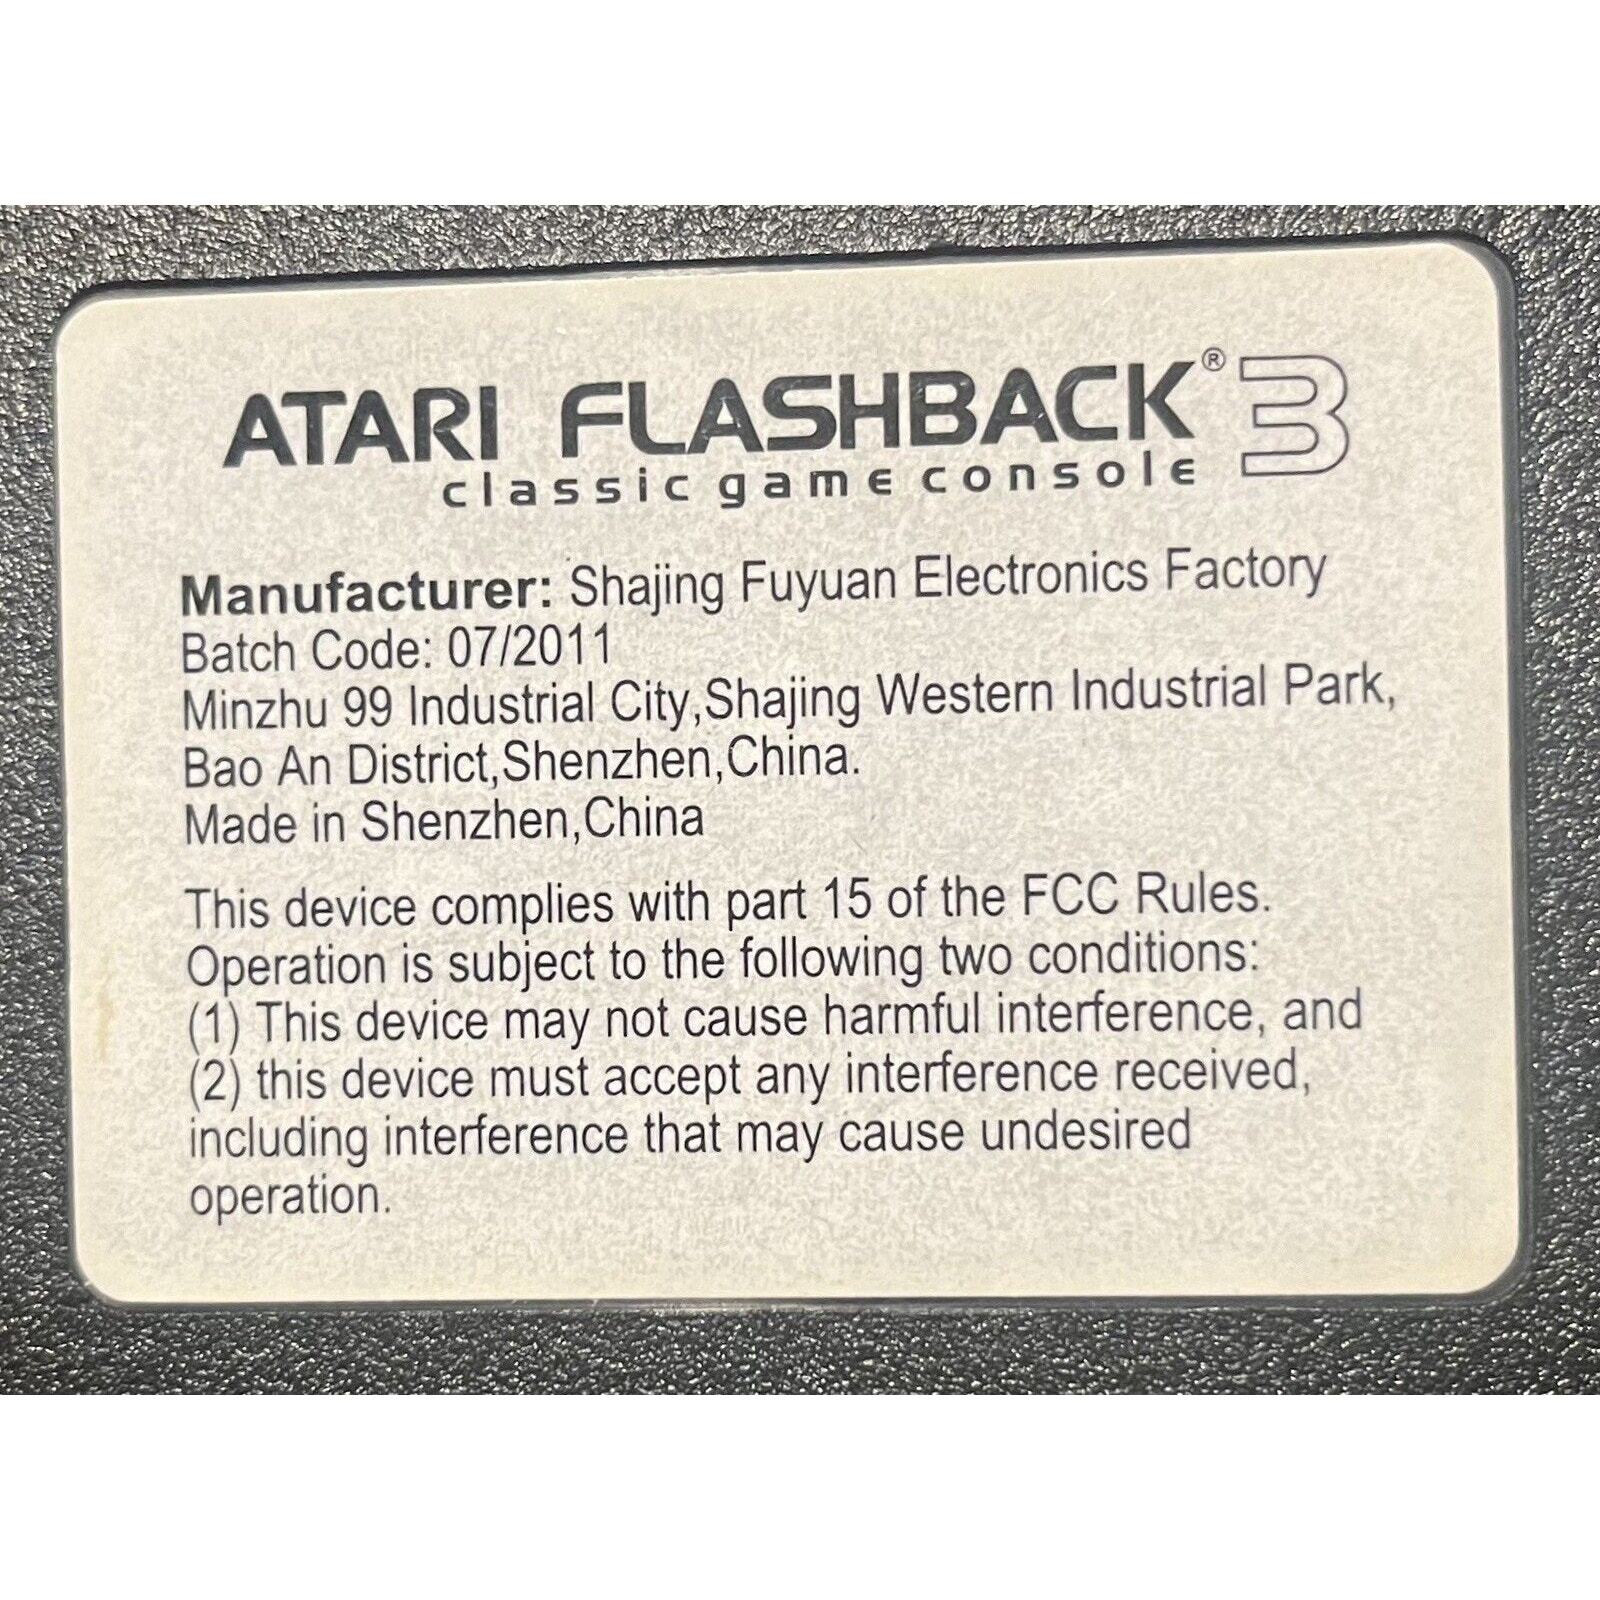 ATARI FLASHBACK® 3
classic game console
Manufacturer: Shajing Fuyuan Electronics Factory
Batch Code: 07/2011
Minzhu 99 Industrial City,Shajing Western Industrial Park,
Bao An District,Shenzhen,China.
Made in Shenzhen,China
This device complies with part 15 of the FCC Rules.
Operation is subject to the following two conditions:
(1) This device may not cause harmful interference, and
(2) this device must accept any interference received,
including interference that may cause undesired
operation.